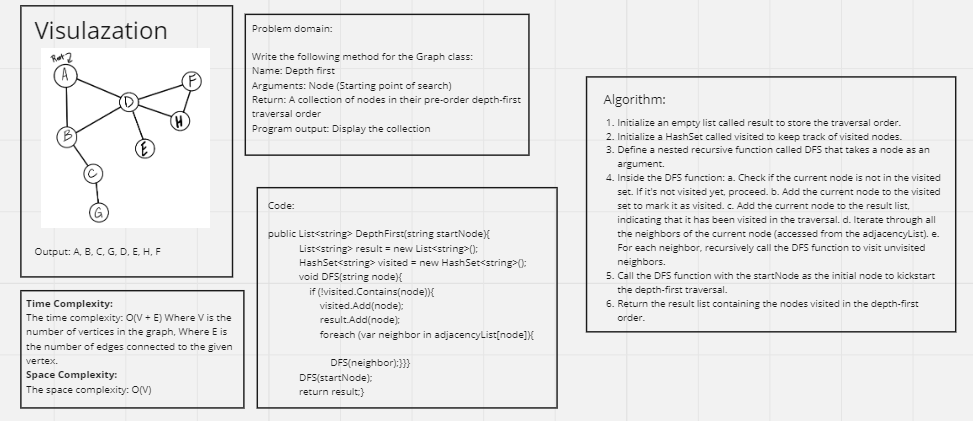 Visulazation
Root
A
F
D
H
B
E
C
G
Output: A, B, C, G, D, E, H, F
Time Complexity:
The time complexity: O(V + E) Where V is the
number of vertices in the graph, Where E is
the number of edges connected to the given
vertex.
Space Complexity:
The space complexity: O(V)
Problem domain:
Write the following method for the Graph class:
Name: Depth first
Arguments: Node (Starting point of search)
Return: A collection of nodes in their pre-order depth-first
traversal order
Program output: Display the collection
Code:
public List<string> DepthFirst(string startNode){
List<string> result = new List<string>();
HashSet<string> visited = new HashSet<string>();
void DFS(string node){
if (!visited.Contains(node)){
visited.Add(node);
result.Add(node);
foreach (var neighbor in adjacencyList[node]){
DFS(neighbor);}}}
DFS(startNode);
return result;}
Algorithm:
1. Initialize an empty list called result to store the traversal order.
2. Initialize a HashSet called visited to keep track of visited nodes.
3. Define a nested recursive function called DFS that takes a node as an
argument.
4. Inside the DFS function: a. Check if the current node is not in the visited
set. If it's not visited yet, proceed. b. Add the current node to the visited
set to mark it as visited. c. Add the current node to the result list,
indicating that it has been visited in the traversal. d. Iterate through all
the neighbors of the current node (accessed from the adjacencyList). e.
For each neighbor, recursively call the DFS function to visit unvisited
neighbors.
5. Call the DFS function with the startNode as the initial node to kickstart
the depth-first traversal.
6. Return the result list containing the nodes visited in the depth-first
order.